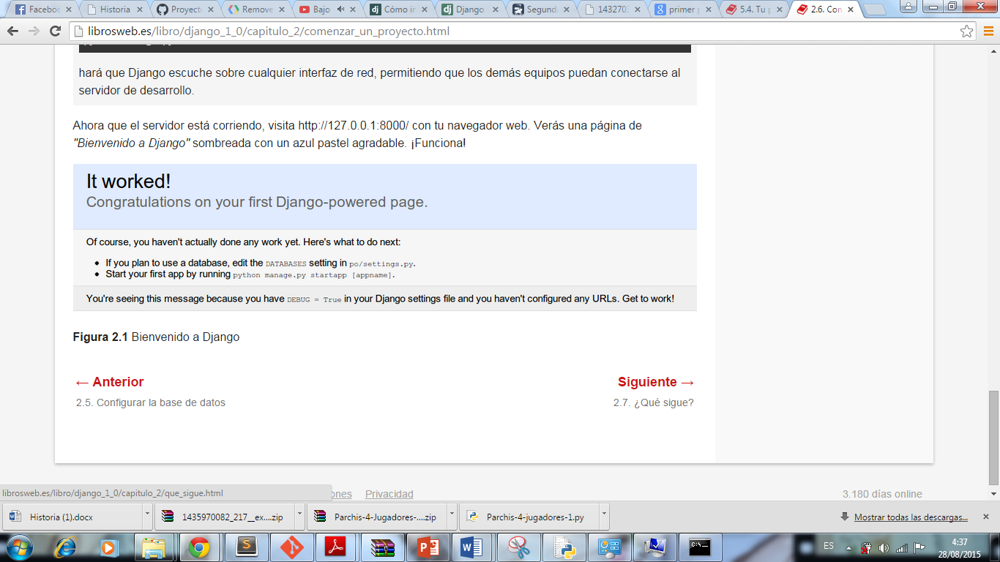 Faceboo
Historia
Proyect
Remove
Bajo
Cómo in
Django
Segund
1432703
primer p
5.4. Tu p
2.6. Con
librosweb.es/libro/django_1_0/capitulo_2/comenzar_un_proyecto.html
hará que Django escuche sobre cualquier interfaz de red, permitiendo que los demás equipos puedan conectarse al
servidor de desarrollo.
Ahora que el servidor está corriendo, visita http://127.0.0.1:8000/ con tu navegador web. Verás una página de
"Bienvenido a Django" sombreada con un azul pastel agradable. ¡Funciona!
It worked!
Congratulations on your first Django-powered page.
Of course, you haven't actually done any work yet. Here's what to do next:
• If you plan to use a database, edit the DATABASES setting in po/settings.py.
• Start your first app by running python manage.py startapp [appname].
You're seeing this message because you have DEBUG = True in your Django settings file and you haven't configured any URLs. Get to work!
Figura 2.1 Bienvenido a Django
← Anterior
Siguiente →
2.5. Configurar la base de datos
2.7. ¿Qué sigue?
librosweb.es/libro/django_1_0/capitulo_2/que_sigue.html
ones
Privacidad
3.180 días online
Historia (1).docx
1435970082_217__ex....zip
Parchis-4-Jugadores-....zip
Parchis-4-jugadores-1.py
Mostrar todas las descargas...
ES
4:37
28/08/2015